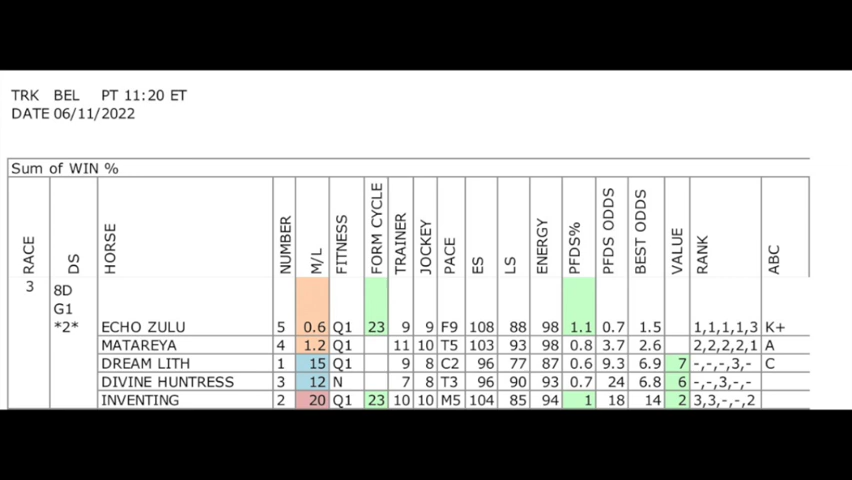 TRK BEL PT 11:20 ET
DATE 06/11/2022
Sum of WIN %
RACE DS HORSE NUMBER M/L FITNESS FORM CYCLE TRAINER JOCKEY PACE ES LS ENERGY PFDS% PFDS ODDS BEST ODDS VALUE RANK ABC
3 8D
G1
*2* ECHO ZULU 5 0.6 Q1 23 9 9 F9 108 88 98 1.1 0.7 1.5 1,1,1,1,3 K+
MATAREYA 4 1.2 Q1 11 10 T5 103 93 98 0.8 3.7 2.6 2,2,2,2,1 A
DREAM LITH 1 15 Q1 9 8 C2 96 77 87 0.6 9.3 6.9 7 -,-,-,3,- C
DIVINE HUNTRESS 3 12 N 7 8 T3 96 90 93 0.7 24 6.8 6 -,-,3,-,-
INVENTING 2 20 Q1 23 10 10 M5 104 85 94 1 18 14 2 3,3,-,-,2